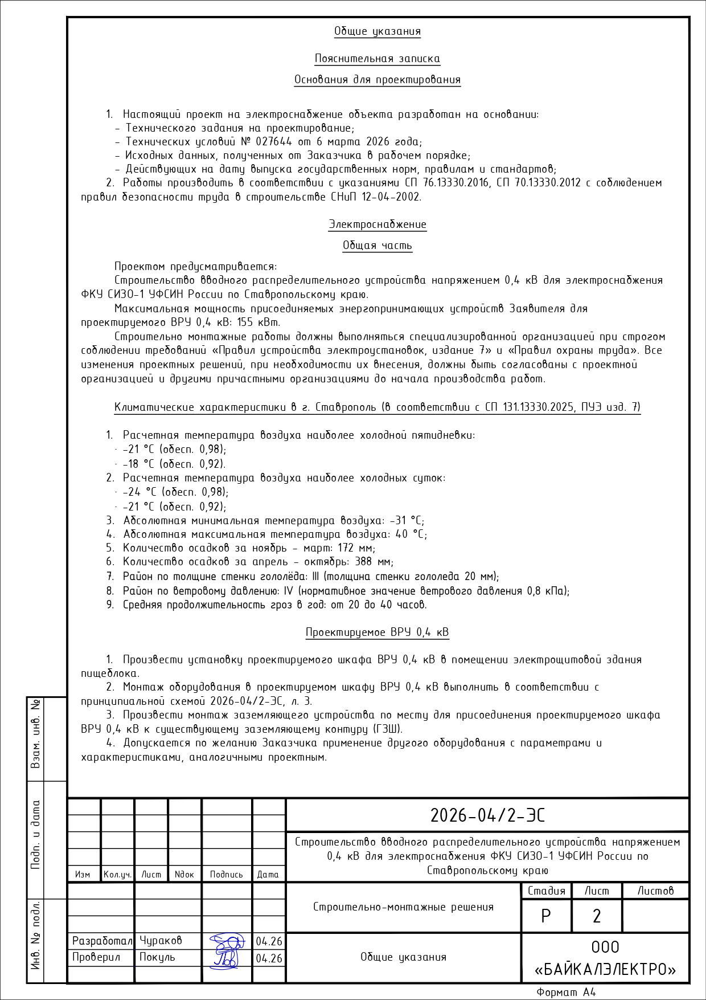 Общие указания
Пояснительная записка
Основания для проектирования
1. Настоящий проект на электроснабжение объекта разработан на основании:
- Технического задания на проектирование;
- Технических условий № 027644 от 6 марта 2026 года;
- Исходных данных, полученных от Заказчика в рабочем порядке;
- Действующих на дату выпуска государственных норм, правилам и стандартов;
2. Работы производить в соответствии с указаниями СП 76.13330.2016, СП 70.13330.2012 с соблюдением
правил безопасности труда в строительстве СНиП 12-04-2002.
Электроснабжение
Общая часть
Проектом предусматривается:
Строительство вводного распределительного устройства напряжением 0,4 кВ для электроснабжения
ФКУ СИЗО-1 УФСИН России по Ставропольскому краю.
Максимальная мощность присоединяемых энергопринимающих устройств Заявителя для
проектируемого ВРУ 0,4 кВ: 155 кВт.
Строительно монтажные работы должны выполняться специализированной организацией при строгом
соблюдении требований «Правил устройства электроустановок, издание 7» и «Правил охраны труда». Все
изменения проектных решений, при необходимости их внесения, должны быть согласованы с проектной
организацией и другими причастными организациями до начала производства работ.
Климатические характеристики в г. Ставрополь (в соответствии с СП 131.13330.2025, ПУЭ изд. 7)
1. Расчетная температура воздуха наиболее холодной пятидневки:
· -21 °С (обесп. 0,98);
· -18 °С (обесп. 0,92).
2. Расчетная температура воздуха наиболее холодных суток:
· -24 °С (обесп. 0,98);
· -21 °С (обесп. 0,92);
3. Абсолютная минимальная температура воздуха: -31 °С;
4. Абсолютная максимальная температура воздуха: 40 °С;
5. Количество осадков за ноябрь - март: 172 мм;
6. Количество осадков за апрель - октябрь: 388 мм;
7. Район по толщине стенки гололёда: III (толщина стенки гололеда 20 мм);
8. Район по ветровому давлению: IV (нормативное значение ветрового давления 0,8 кПа);
9. Средняя продолжительность гроз в год: от 20 до 40 часов.
Проектируемое ВРУ 0,4 кВ
1. Произвести установку проектируемого шкафа ВРУ 0,4 кВ в помещении электрощитовой здания
пищеблока.
2. Монтаж оборудования в проектируемом шкафу ВРУ 0,4 кВ выполнить в соответствии с
принципиальной схемой 2026-04/2-ЭС, л. 3.
3. Произвести монтаж заземляющего устройства по месту для присоединения проектируемого шкафа
ВРУ 0,4 кВ к существующему заземляющему контуру (ГЗШ).
4. Допускается по желанию Заказчика применение другого оборудования с параметрами и
характеристиками, аналогичными проектным.
Взам. инв. №
Подп. и дата
Инв. № подл.
2026-04/2-ЭС
Строительство вводного распределительного устройства напряжением
0,4 кВ для электроснабжения ФКУ СИЗО-1 УФСИН России по
Ставропольскому краю
Изм Кол.уч. Лист Nдок Подпись Дата
Строительно-монтажные решения
Стадия Лист Листов
Р 2
Разработал Чураков 04.26
Проверил Покуль 04.26
Общие указания
ООО
«БАЙКАЛЭЛЕКТРО»
Формат А4